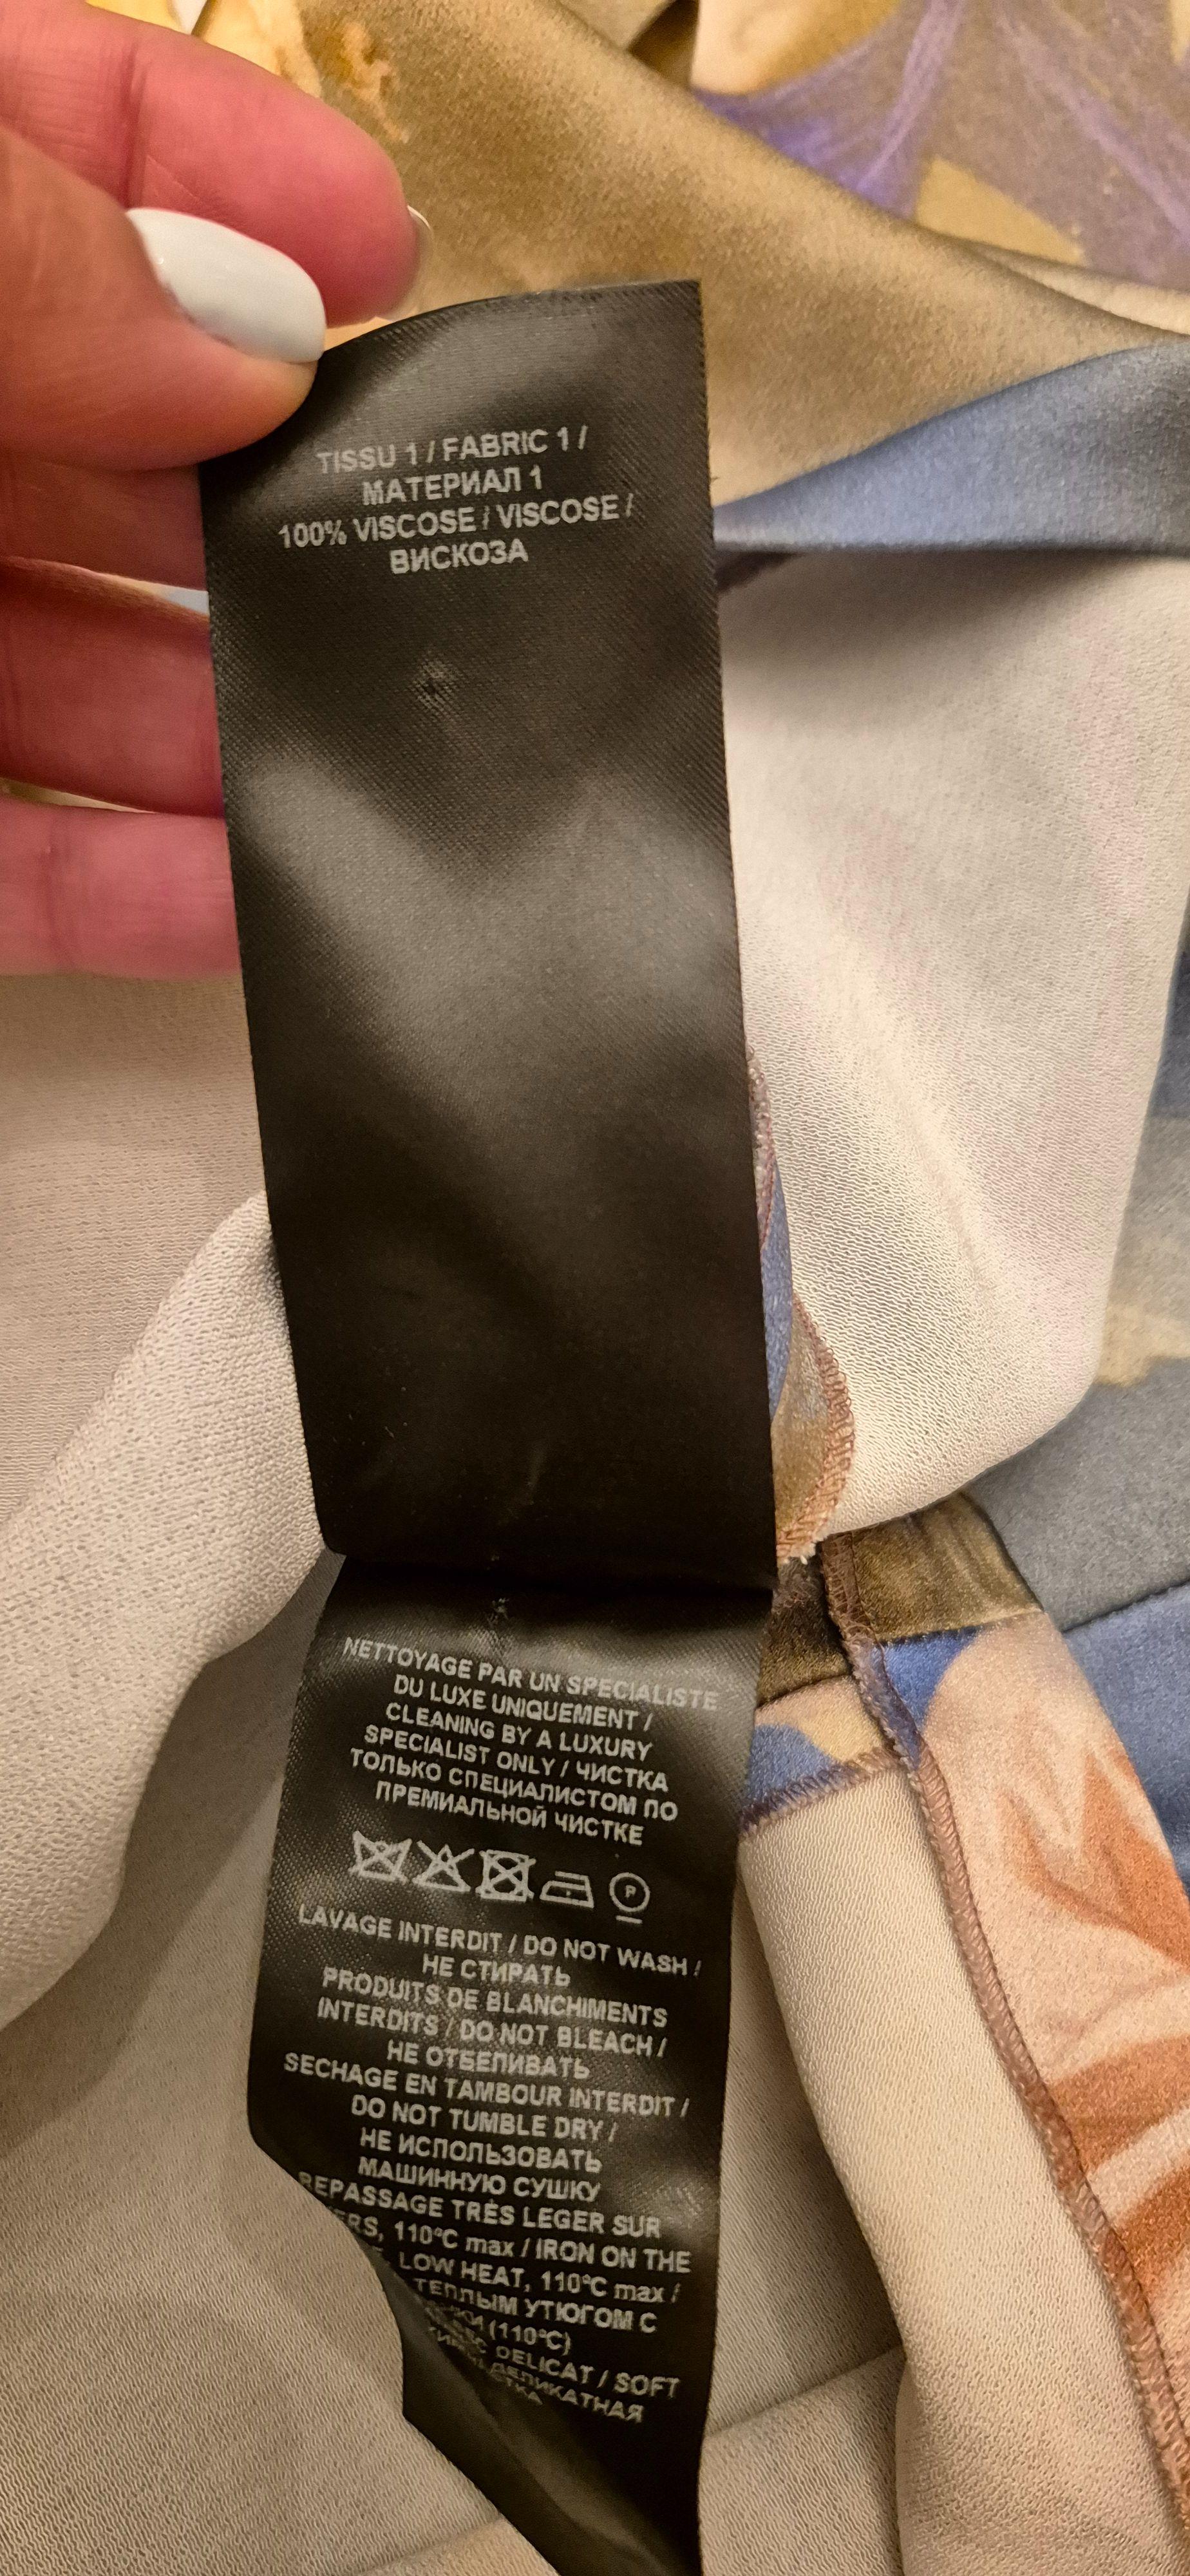 TISSU 1 / FABRIC 1 /
МАТЕРИАЛ 1
100% VISCOSE / VISCOSE /
ВИСКОЗА
NETTOYAGE PAR UN SPECIALISTE
DU LUXE UNIQUEMENT /
CLEANING BY A LUXURY
SPECIALIST ONLY / ЧИСТКА
ТОЛЬКО СПЕЦИАЛИСТОМ ПО
ПРЕМИАЛЬНОЙ ЧИСТКЕ
P
LAVAGE INTERDIT / DO NOT WASH /
НЕ СТИРАТЬ
PRODUITS DE BLANCHIMENTS
INTERDITS / DO NOT BLEACH /
НЕ ОТБЕЛИВАТЬ
SECHAGE EN TAMBOUR INTERDIT /
DO NOT TUMBLE DRY /
НЕ ИСПОЛЬЗОВАТЬ
МАШИННУЮ СУШКУ
REPASSAGE TRÈS LEGER SUR
110°C max / IRON ON THE
LOW HEAT, 110°C max /
ТЕПЛЫМ УТЮГОМ С
(110°C)
DELICAT / SOFT
ДЕЛИКАТНАЯ